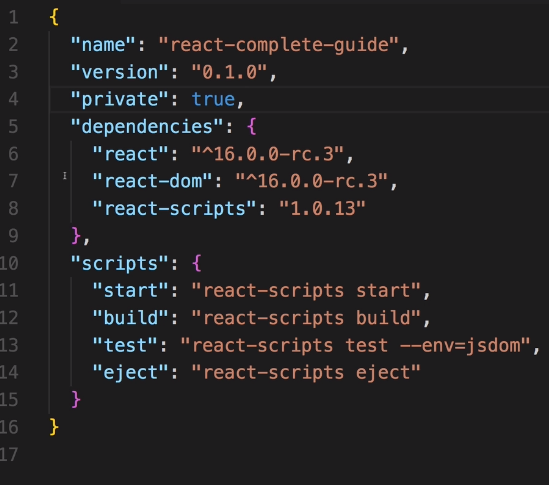 1 {
2   "name": "react-complete-guide",
3   "version": "0.1.0",
4   "private": true,
5   "dependencies": {
6     "react": "^16.0.0-rc.3",
7     "react-dom": "^16.0.0-rc.3",
8     "react-scripts": "1.0.13"
9   },
10   "scripts": {
11     "start": "react-scripts start",
12     "build": "react-scripts build",
13     "test": "react-scripts test --env=jsdom",
14     "eject": "react-scripts eject"
15   }
16 }
17